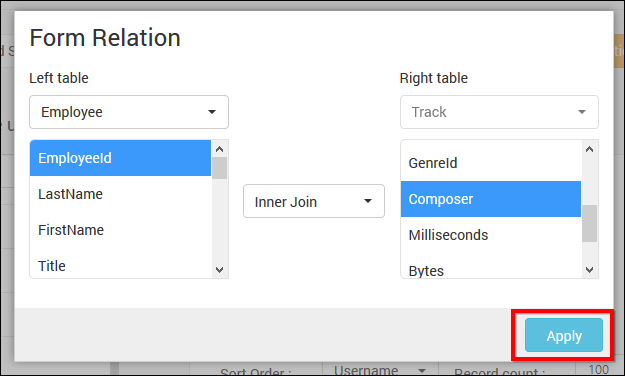 Form Relation
Left table
Right table
Employee
Track
EmployeeId
LastName
FirstName
Title
Inner Join
GenreId
Composer
Milliseconds
Bytes
Apply
Sort Order :
Username
Record count :
100